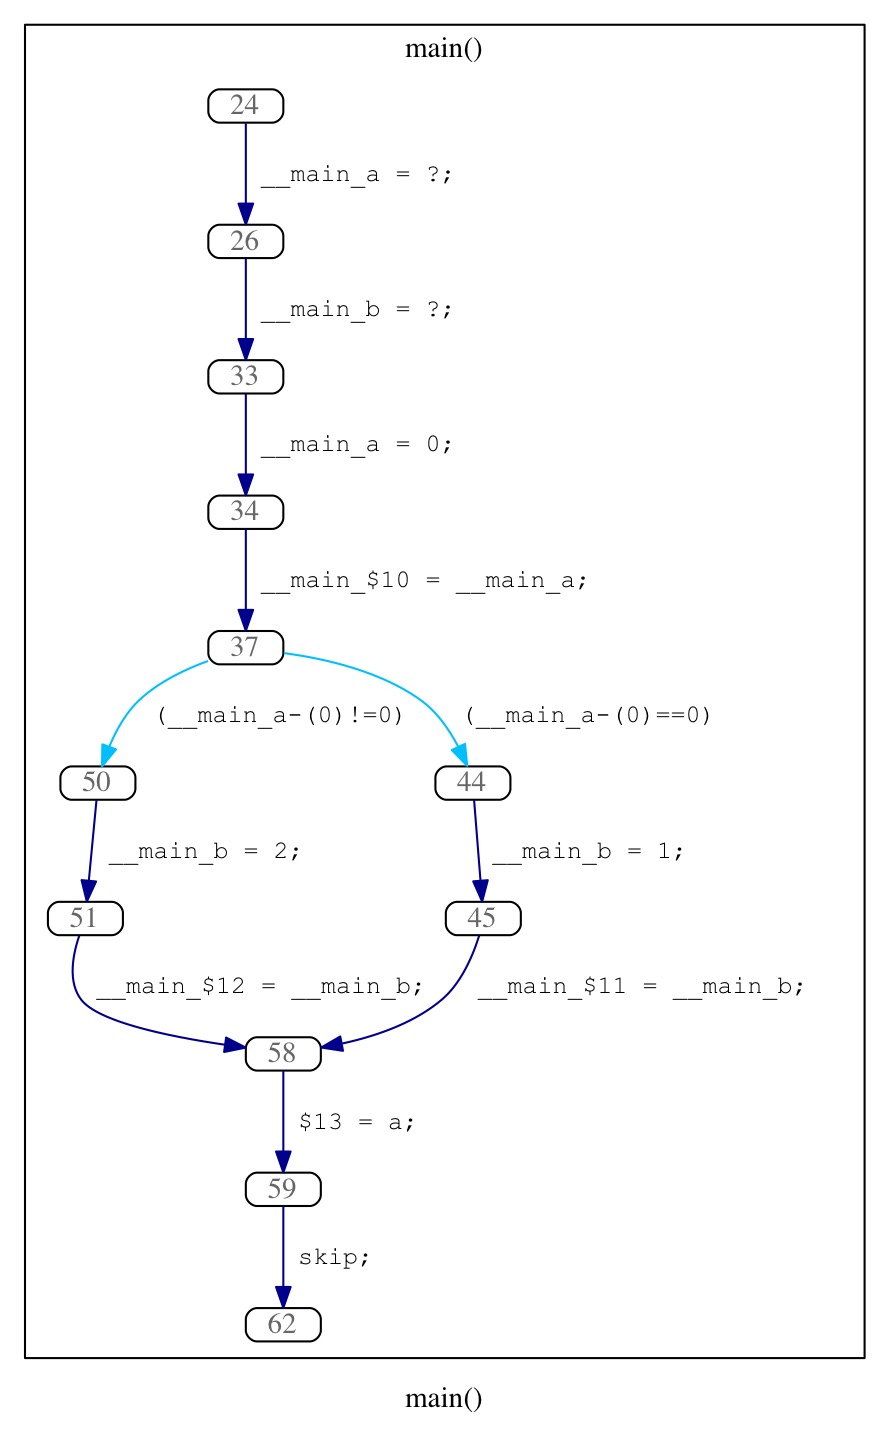 main()
24
__main_a = ?;
26
__main_b = ?;
33
__main_a = 0;
34
__main_$10 = __main_a;
37
(__main_a-(0)!=0) (__main_a-(0)==0)
50 44
__main_b = 2; __main_b = 1;
51 45
__main_$12 = __main_b; __main_$11 = __main_b;
58
$13 = a;
59
skip;
62
main()